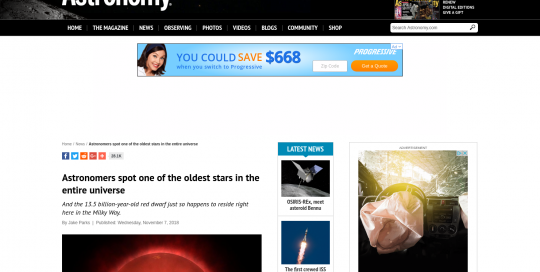 Astronomy
RENEW
DIGITAL EDITIONS
GIVE A GIFT
HOME THE MAGAZINE NEWS OBSERVING PHOTOS VIDEOS BLOGS COMMUNITY SHOP
Search Astronomy.com
YOU COULD SAVE $668
when you switch to Progressive
PROGRESSIVE
Zip Code
Get a Quote
Home / News / Astronomers spot one of the oldest stars in the entire universe
Astronomers spot one of the oldest stars in the
entire universe
And the 13.5 billion-year-old red dwarf just so happens to reside right
here in the Milky Way.
By Jake Parks | Published: Wednesday, November 7, 2018
LATEST NEWS
OSIRIS-REx, meet
asteroid Bennu
The first crewed ISS
ADVERTISEMENT